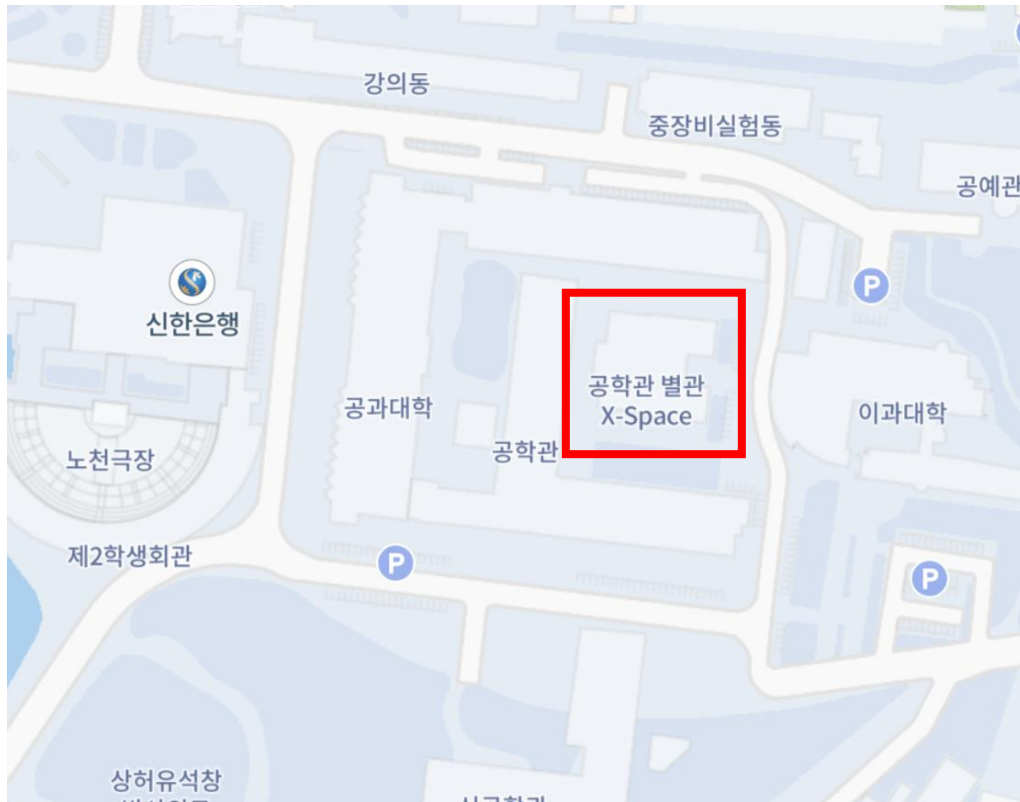 강의동
중장비실험동
공예관
P
신한은행
공학관 별관
X-Space
공과대학
이과대학
공학관
노천극장
제2학생회관
P
P
상허유석창